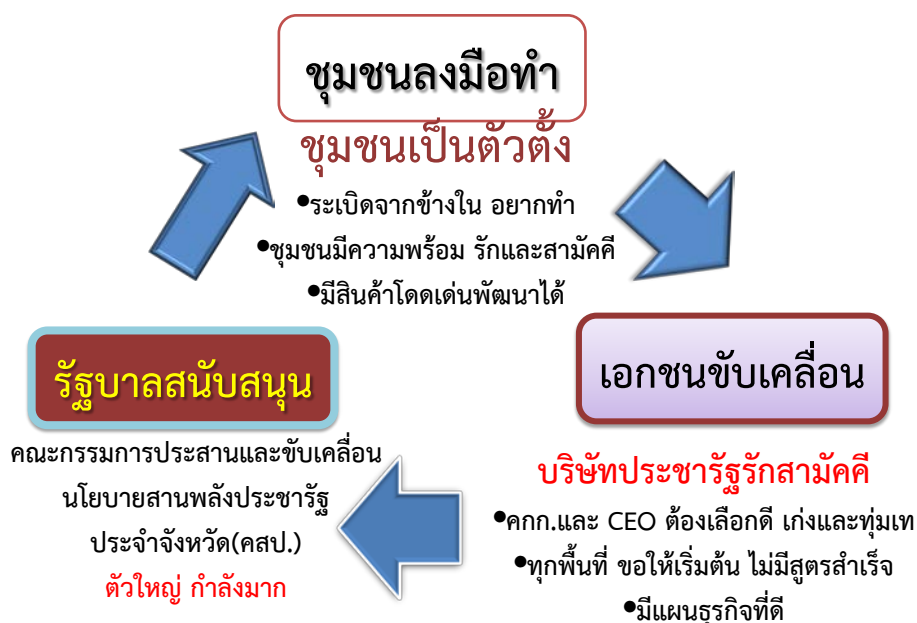 ชุมชนลงมือทำ
ชุมชนเป็นตัวตั้ง
•ระเบิดจากข้างใน อยากทำ
•ชุมชนมีความพร้อม รักและสามัคคี
•มีสินค้าโดดเด่นพัฒนาได้
เอกชนขับเคลื่อน
บริษัทประชารัฐรักสามัคคี
•คกก.และ CEO ต้องเลือกดี เก่งและทุ่มเท
•ทุกพื้นที่ ขอให้เริ่มต้น ไม่มีสูตรสำเร็จ
•มีแผนธุรกิจที่ดี
รัฐบาลสนับสนุน
คณะกรรมการประสานและขับเคลื่อน
นโยบายสานพลังประชารัฐ
ประจำจังหวัด(คสป.)
ตัวใหญ่ กำลังมาก